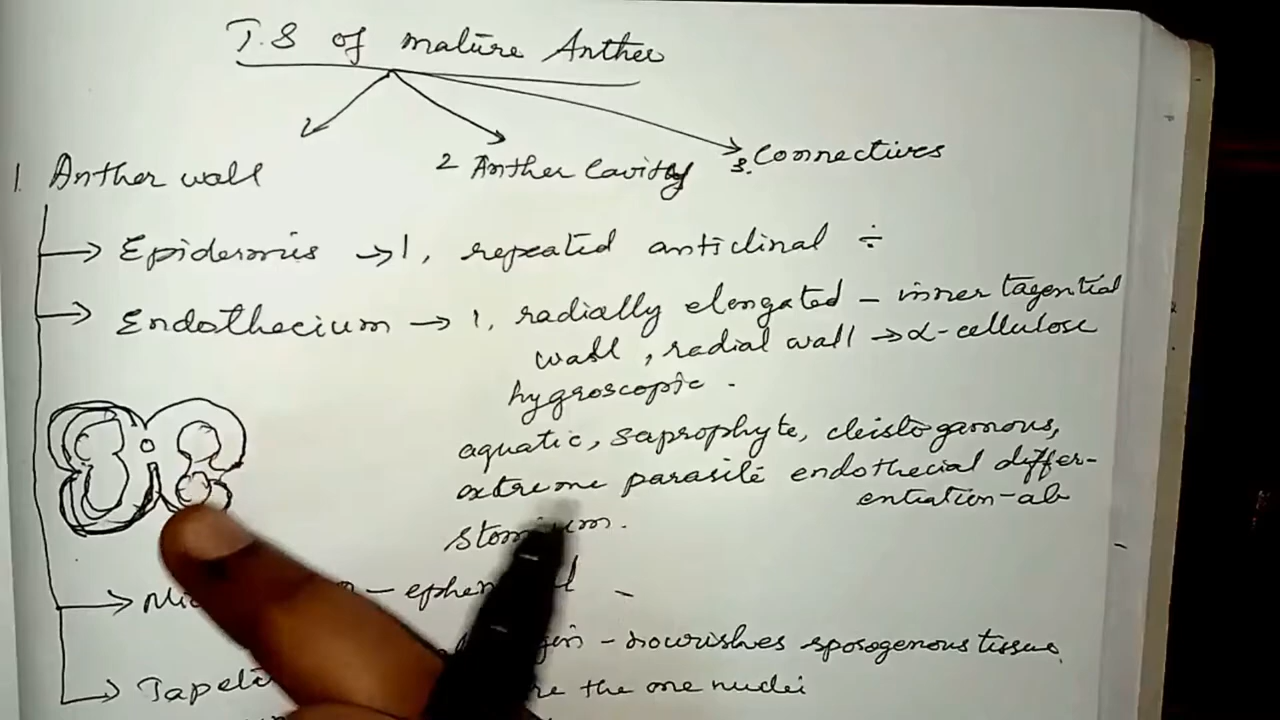 T.S of mature Anther
1. Anther wall
2 Anther Cavity
3. Connectives
Epidermis → 1, repeated anticlinal ÷
Endothecium → 1, radially elongated - inner tagential
wall, radial wall → α-cellulose
hygroscopic.
aquatic, saprophyte, cleistogamous,
extreme parasite endothecial differ-
entiation-ab
stomium.
— ephemeral -
- nourishes sporogenous tissue
the one nuclei